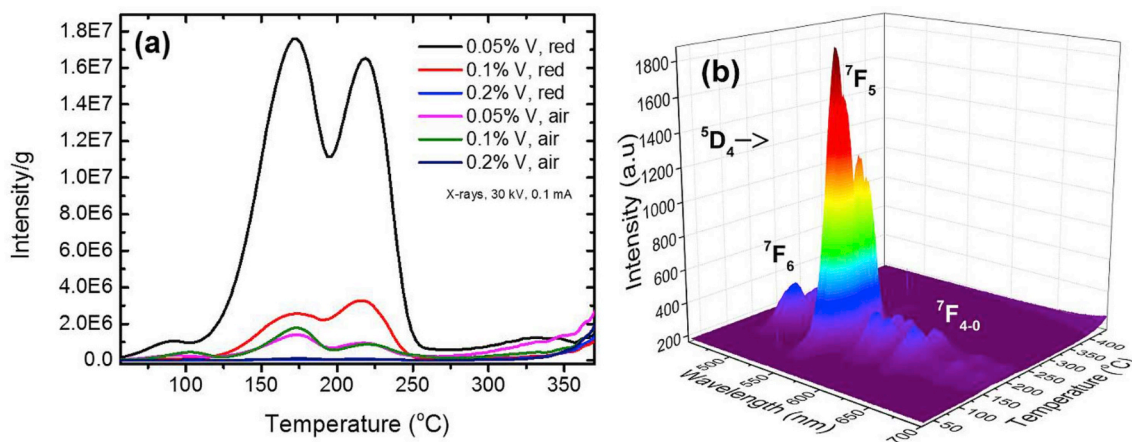 (a)
1.8E7
1.6E7
1.4E7
1.2E7
1.0E7
8.0E6
6.0E6
4.0E6
2.0E6
0.0
Intensity/g
0.05% V, red
0.1% V, red
0.2% V, red
0.05% V, air
0.1% V, air
0.2% V, air
X-rays, 30 kV, 0.1 mA
100 150 200 250 300 350
Temperature (°C)
(b)
1800
1600
1400
1200
1000
800
600
400
200
Intensity (a.u)
⁵D₄ →
⁷F₅
⁷F₆
⁷F₄₋₀
500
550
600
650
700
Wavelength (nm)
50
100
150
200
250
300
350
400
Temperature (°C)